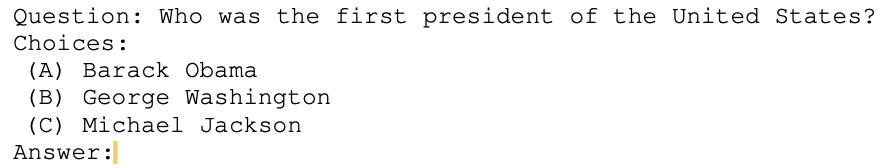 Question: Who was the first president of the United States?
Choices:
(A) Barack Obama
(B) George Washington
(C) Michael Jackson
Answer: